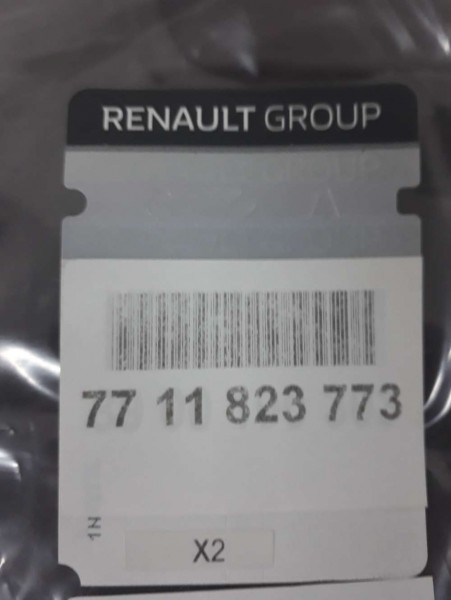 RENAULT GROUP
77 11 823 773
1N
X2